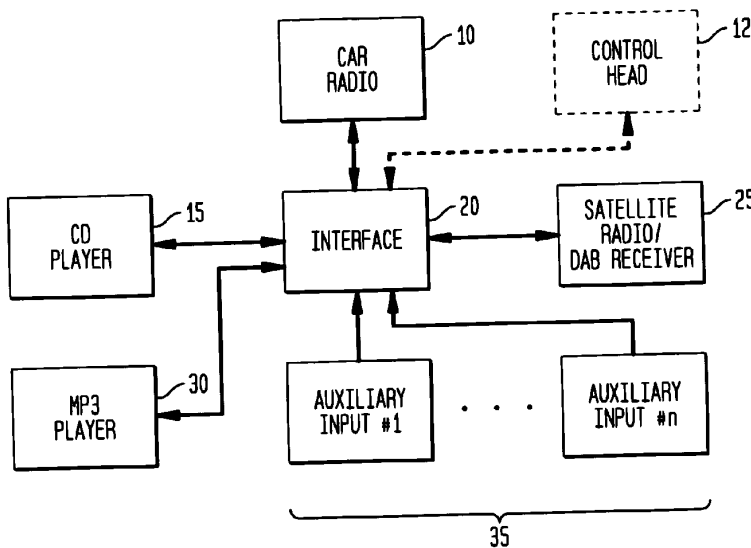 CAR
RADIO
10
CONTROL
HEAD
12
CD
PLAYER
15
INTERFACE
20
SATELLITE
RADIO/
DAB RECEIVER
25
MP3
PLAYER
30
AUXILIARY
INPUT #1
. . .
AUXILIARY
INPUT #n
35